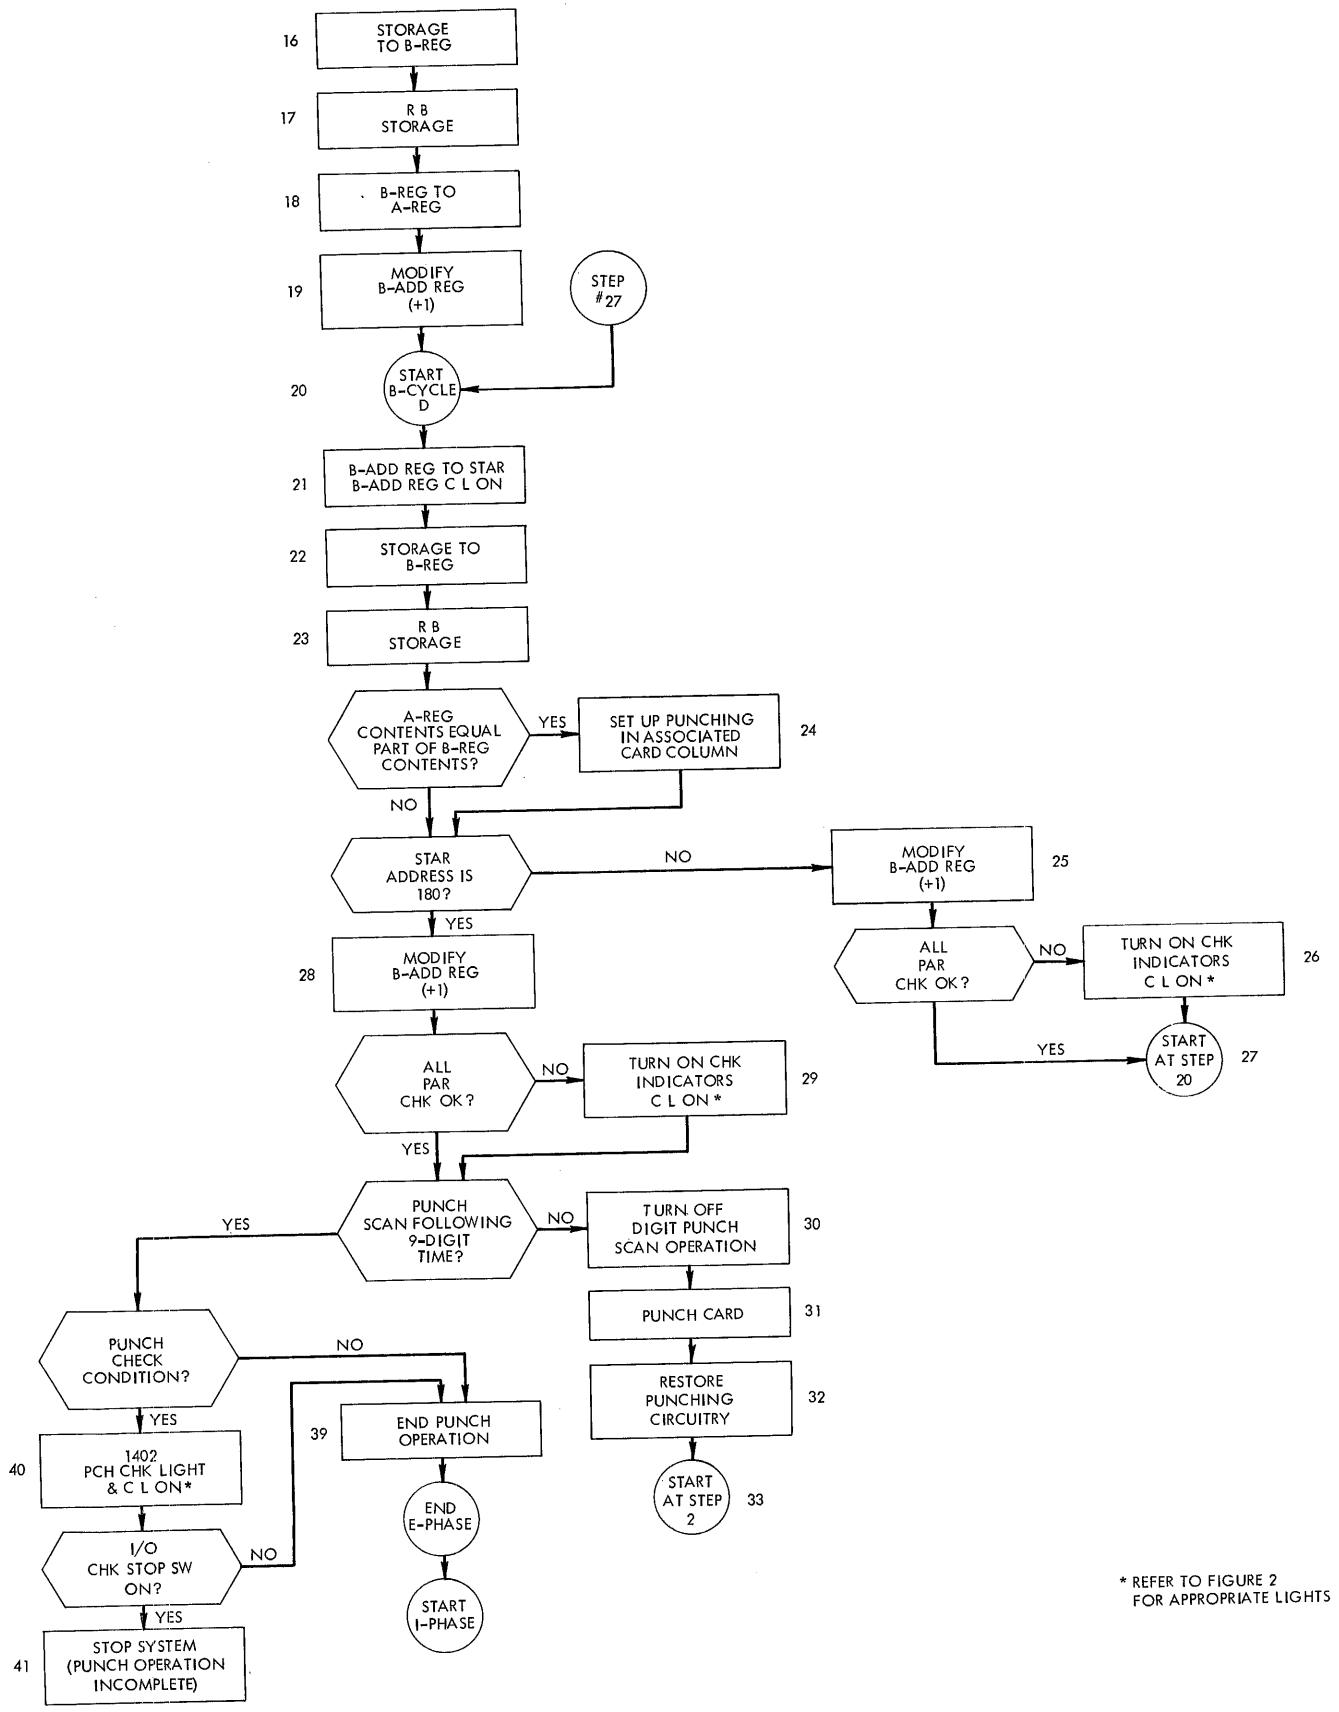 16
STORAGE
TO B-REG
17
R B
STORAGE
18
B-REG TO
A-REG
19
MODIFY
B-ADD REG
(+1)
STEP
#27
20
START
B-CYCLE
D
21
B-ADD REG TO STAR
B-ADD REG C L ON
22
STORAGE TO
B-REG
23
R B
STORAGE
A-REG
CONTENTS EQUAL
PART OF B-REG
CONTENTS?
YES
SET UP PUNCHING
IN ASSOCIATED
CARD COLUMN
24
NO
STAR
ADDRESS IS
180?
NO
MODIFY
B-ADD REG
(+1)
25
YES
ALL
PAR
CHK OK?
NO
TURN ON CHK
INDICATORS
C L ON *
26
YES
START
AT STEP
20
27
28
MODIFY
B-ADD REG
(+1)
ALL
PAR
CHK OK?
NO
TURN ON CHK
INDICATORS
C L ON *
29
YES
PUNCH
SCAN FOLLOWING
9-DIGIT
TIME?
YES
NO
TURN OFF
DIGIT PUNCH
SCAN OPERATION
30
PUNCH CARD
31
RESTORE
PUNCHING
CIRCUITRY
32
START
AT STEP
2
33
PUNCH
CHECK
CONDITION?
NO
YES
39
END PUNCH
OPERATION
END
E-PHASE
START
I-PHASE
40
1402
PCH CHK LIGHT
& C L ON*
I/O
CHK STOP SW
ON?
NO
YES
41
STOP SYSTEM
(PUNCH OPERATION
INCOMPLETE)
* REFER TO FIGURE 2
FOR APPROPRIATE LIGHTS